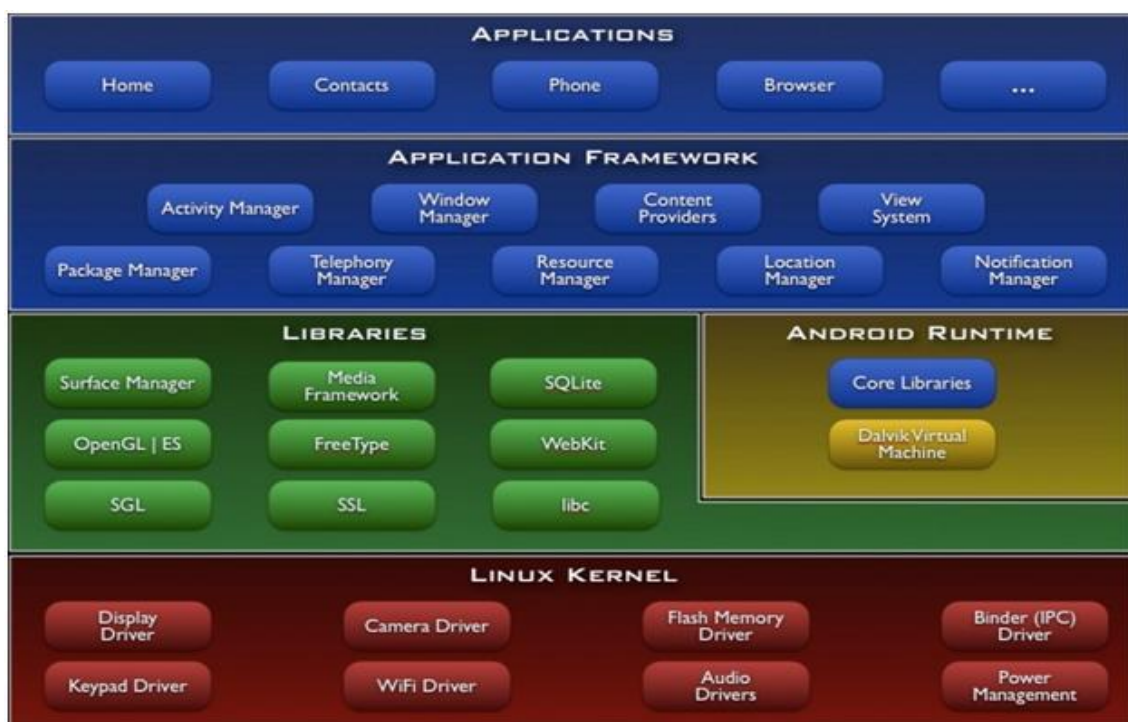 APPLICATIONS
Home
Contacts
Phone
Browser
...
APPLICATION FRAMEWORK
Activity Manager
Window
Manager
Content
Providers
View
System
Package Manager
Telephony
Manager
Resource
Manager
Location
Manager
Notification
Manager
LIBRARIES
Surface Manager
Media
Framework
SQLite
OpenGL | ES
FreeType
WebKit
SGL
SSL
libc
ANDROID RUNTIME
Core Libraries
Dalvik Virtual
Machine
LINUX KERNEL
Display
Driver
Camera Driver
Flash Memory
Driver
Binder (IPC)
Driver
Keypad Driver
WiFi Driver
Audio
Drivers
Power
Management